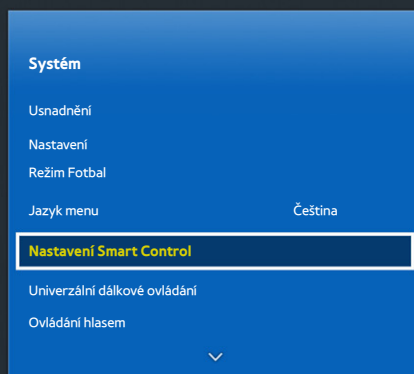 Systém
Usnadnění
Nastavení
Režim Fotbal
Jazyk menu Čeština
Nastavení Smart Control
Univerzální dálkové ovládání
Ovládání hlasem